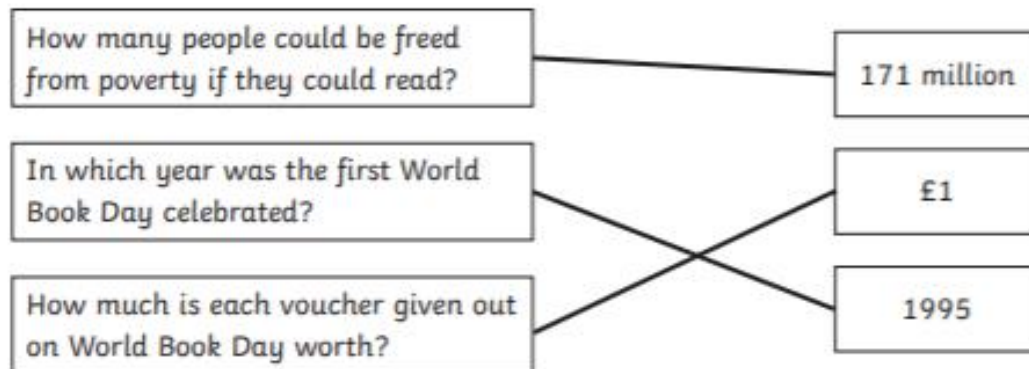 How many people could be freed
from poverty if they could read?
171 million
In which year was the first World
Book Day celebrated?
£1
How much is each voucher given out
on World Book Day worth?
1995